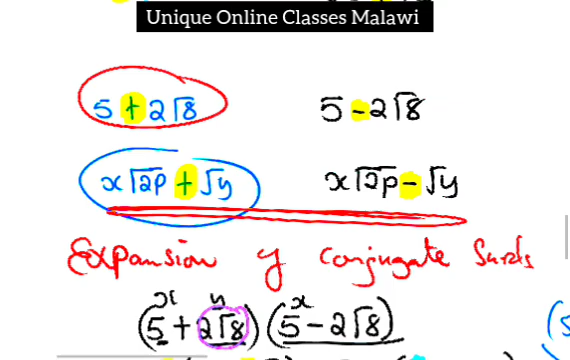 Unique Online Classes Malawi
5 + 2√8 5 - 2√8
x√2p + √y x√2p - √y
Expansion of Conjugate Surds
x y x
(5 + 2√8) (5 - 2√8)